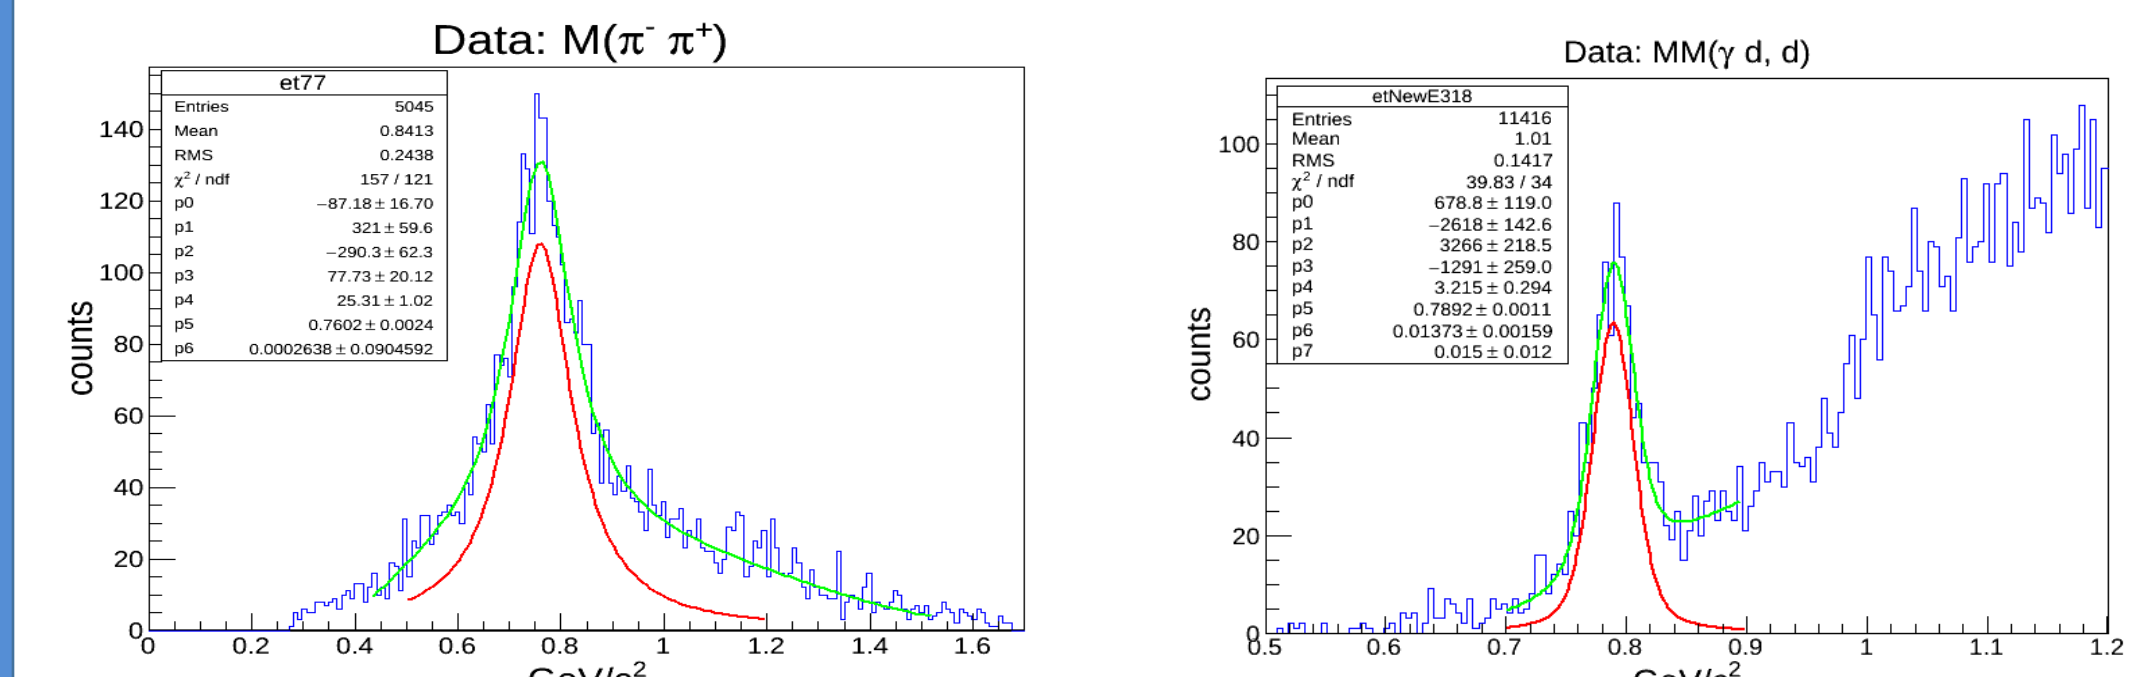 Data: M(π⁻ π⁺)
et77
Entries 5045
Mean 0.8413
RMS 0.2438
χ² / ndf 157 / 121
p0 −87.18 ± 16.70
p1 321 ± 59.6
p2 −290.3 ± 62.3
p3 77.73 ± 20.12
p4 25.31 ± 1.02
p5 0.7602 ± 0.0024
p6 0.0002638 ± 0.0904592
counts
140
120
100
80
60
40
20
0
0 0.2 0.4 0.6 0.8 1 1.2 1.4 1.6
GeV/c²
Data: MM(γ d, d)
etNewE318
Entries 11416
Mean 1.01
RMS 0.1417
χ² / ndf 39.83 / 34
p0 678.8 ± 119.0
p1 −2618 ± 142.6
p2 3266 ± 218.5
p3 −1291 ± 259.0
p4 3.215 ± 0.294
p5 0.7892 ± 0.0011
p6 0.01373 ± 0.00159
p7 0.015 ± 0.012
counts
100
80
60
40
20
0
0.5 0.6 0.7 0.8 0.9 1 1.1 1.2
GeV/c²